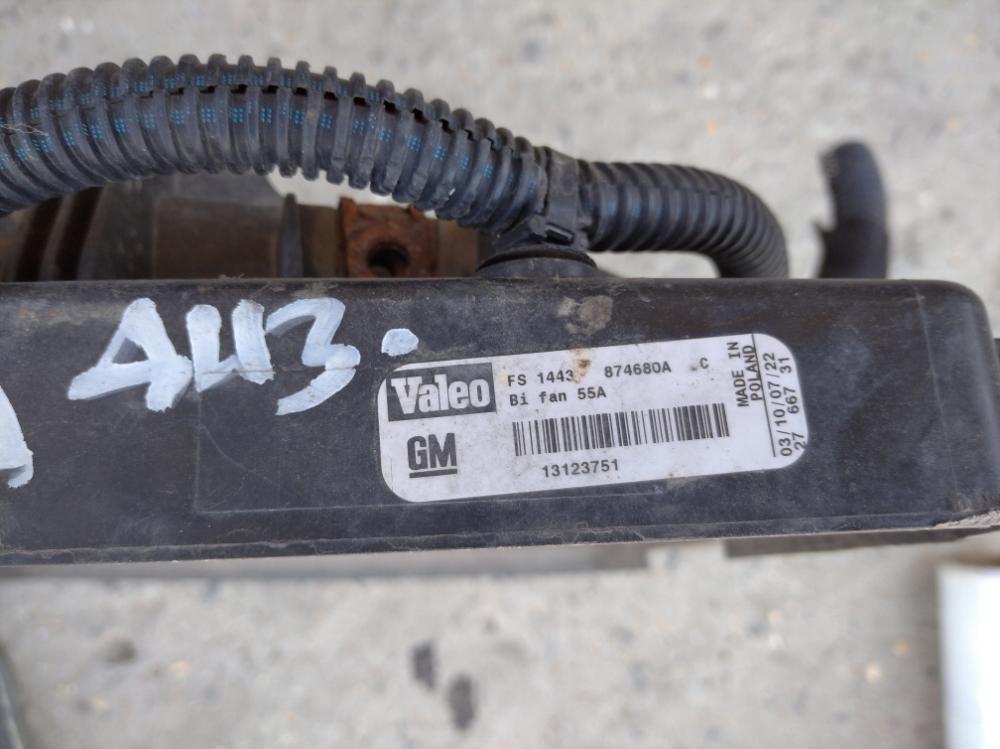 AU3.
Valeo
FS 1443 874680A C
Bi fan 55A
GM
13123751
MADE IN
POLAND
03/10/07/22
27 667 31